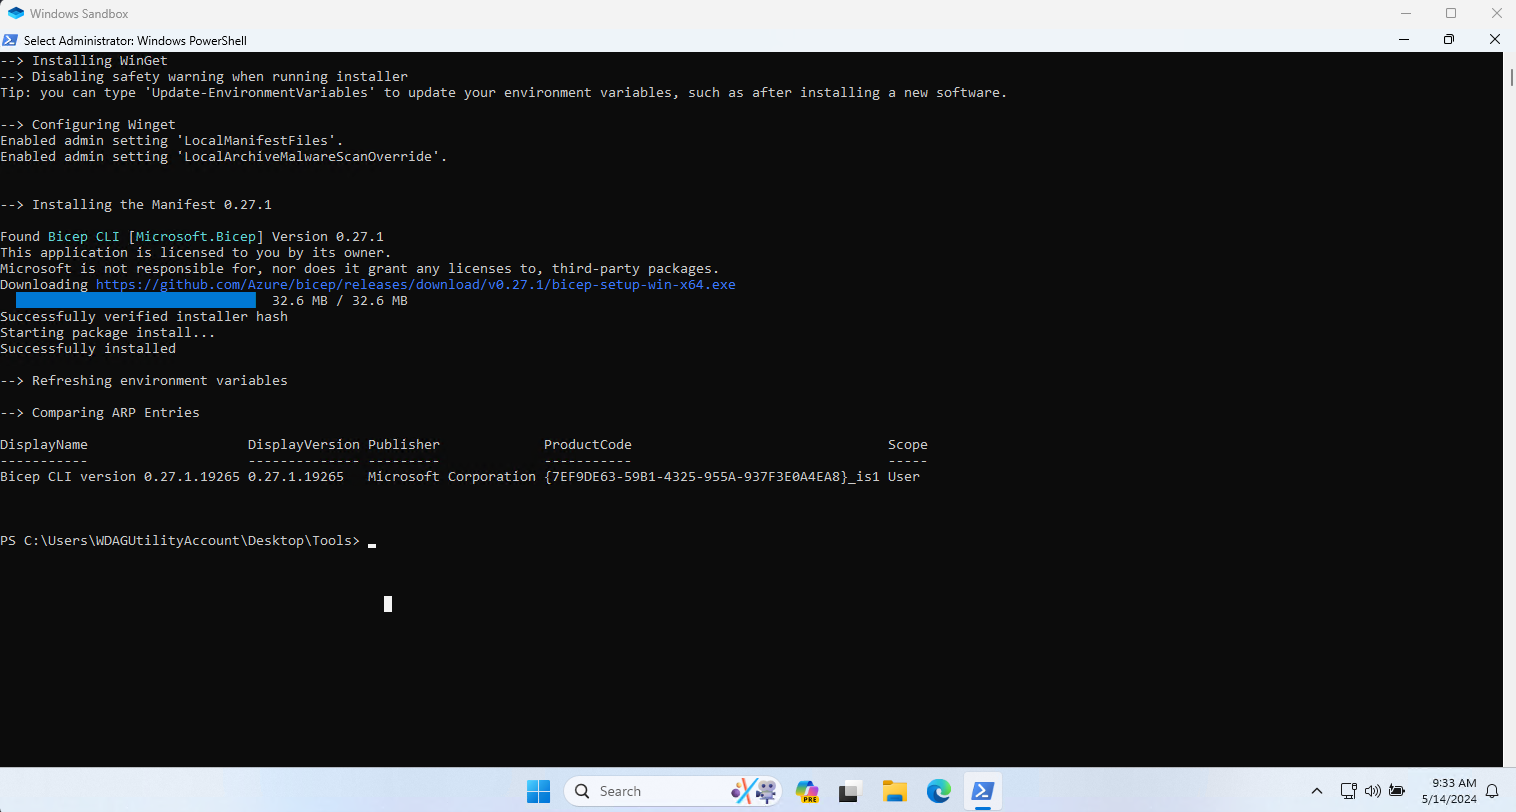 Windows Sandbox
Select Administrator: Windows PowerShell
--> Installing WinGet
--> Disabling safety warning when running installer
Tip: you can type 'Update-EnvironmentVariables' to update your environment variables, such as after installing a new software.
--> Configuring Winget
Enabled admin setting 'LocalManifestFiles'.
Enabled admin setting 'LocalArchiveMalwareScanOverride'.
--> Installing the Manifest 0.27.1
Found Bicep CLI [Microsoft.Bicep] Version 0.27.1
This application is licensed to you by its owner.
Microsoft is not responsible for, nor does it grant any licenses to, third-party packages.
Downloading https://github.com/Azure/bicep/releases/download/v0.27.1/bicep-setup-win-x64.exe
32.6 MB / 32.6 MB
Successfully verified installer hash
Starting package install...
Successfully installed
--> Refreshing environment variables
--> Comparing ARP Entries
DisplayName DisplayVersion Publisher ProductCode Scope
----------- -------------- --------- ----------- -----
Bicep CLI version 0.27.1.19265 0.27.1.19265 Microsoft Corporation {7EF9DE63-59B1-4325-955A-937F3E0A4EA8}_is1 User
PS C:\Users\WDAGUtilityAccount\Desktop\Tools>
Search
PRE
9:33 AM
5/14/2024